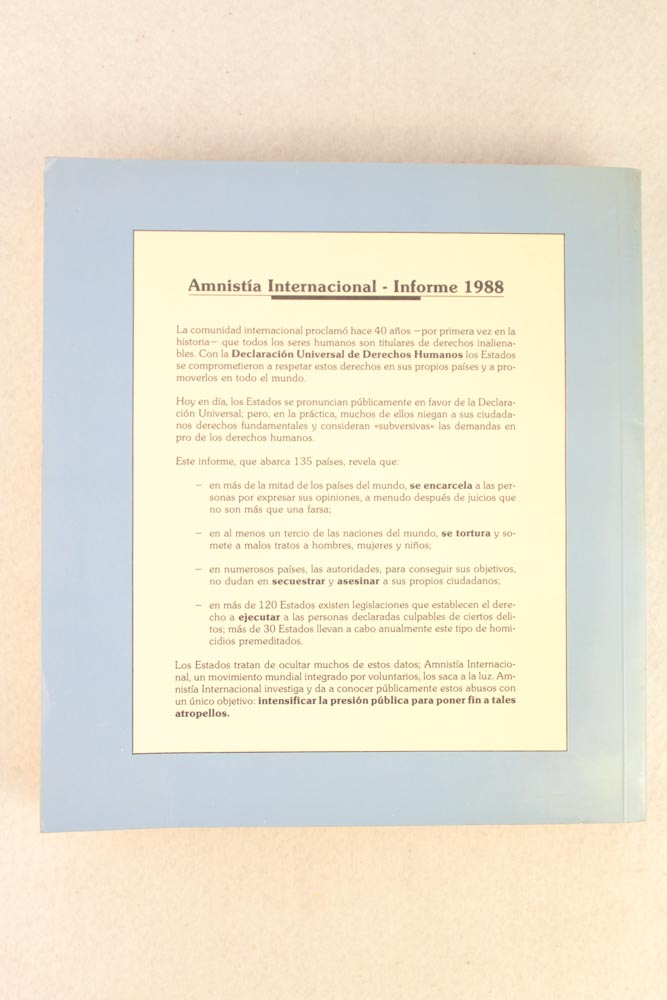 Amnistía Internacional - Informe 1988
La comunidad internacional proclamó hace 40 años —por primera vez en la
historia— que todos los seres humanos son titulares de derechos inaliena-
bles. Con la Declaración Universal de Derechos Humanos los Estados
se comprometieron a respetar estos derechos en sus propios países y a pro-
moverlos en todo el mundo.
Hoy en día, los Estados se pronuncian públicamente en favor de la Declara-
ción Universal; pero, en la práctica, muchos de ellos niegan a sus ciudada-
nos derechos fundamentales y consideran «subversivas» las demandas en
pro de los derechos humanos.
Este informe, que abarca 135 países, revela que:
— en más de la mitad de los países del mundo, se encarcela a las per-
sonas por expresar sus opiniones, a menudo después de juicios que
no son más que una farsa;
— en al menos un tercio de las naciones del mundo, se tortura y so-
mete a malos tratos a hombres, mujeres y niños;
— en numerosos países, las autoridades, para conseguir sus objetivos,
no dudan en secuestrar y asesinar a sus propios ciudadanos;
— en más de 120 Estados existen legislaciones que establecen el dere-
cho a ejecutar a las personas declaradas culpables de ciertos deli-
tos; más de 30 Estados llevan a cabo anualmente este tipo de homi-
cidios premeditados.
Los Estados tratan de ocultar muchos de estos datos; Amnistía Internacio-
nal, un movimiento mundial integrado por voluntarios, los saca a la luz. Am-
nistía Internacional investiga y da a conocer públicamente estos abusos con
un único objetivo: intensificar la presión pública para poner fin a tales
atropellos.